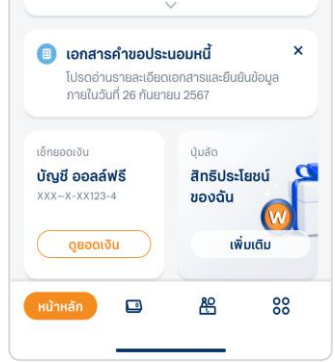 เอกสารคำขอประนอมหนี้
โปรดอ่านรายละเอียดเอกสารและยืนยันข้อมูล
ภายในวันที่ 26 กันยายน 2567
เช็กยอดเงิน
บัญชี ออลล์ฟรี
XXX-X-XX123-4
ดูยอดเงิน
ปุ่มลัด
สิทธิประโยชน์
ของฉัน
W
เพิ่มเติม
หน้าหลัก